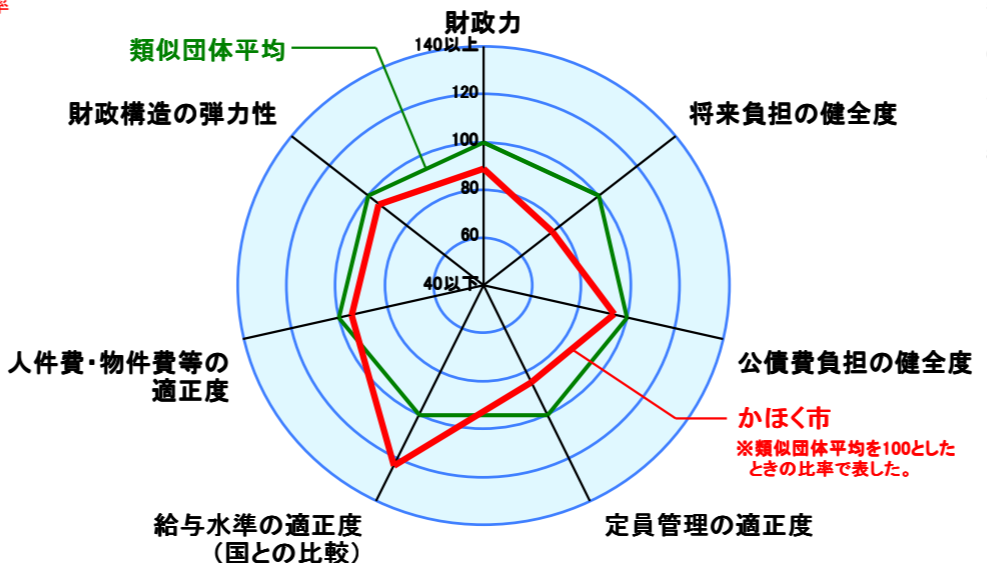 率
財政力
140以上
類似団体平均
120
財政構造の弾力性
将来負担の健全度
100
80
60
40以下
人件費・物件費等の
適正度
公債費負担の健全度
かほく市
※類似団体平均を100とした
ときの比率で表した。
給与水準の適正度
（国との比較）
定員管理の適正度